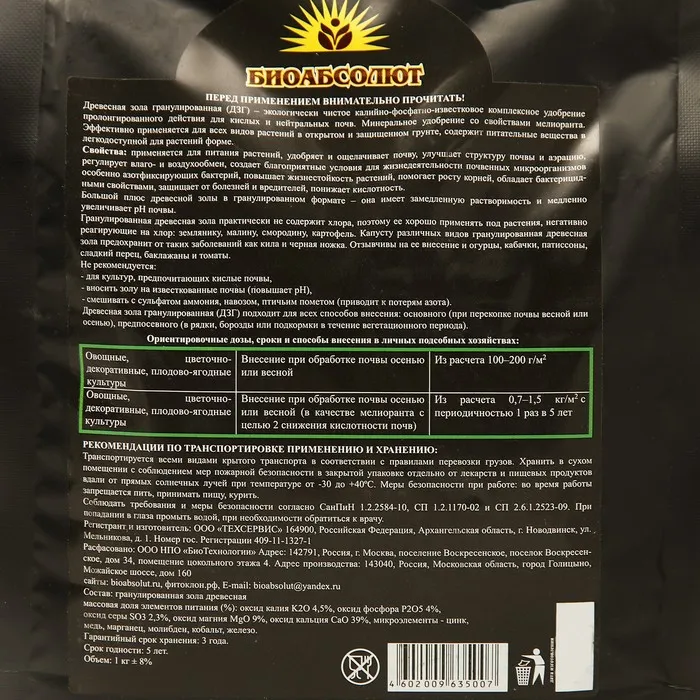 БИОАБСОЛЮТ
ПЕРЕД ПРИМЕНЕНИЕМ ВНИМАТЕЛЬНО ПРОЧИТАТЬ!
Древесная зола гранулированная (ДЗГ) – экологически чистое калийно-фосфатно-известковое комплексное удобрение
пролонгированного действия для кислых и нейтральных почв. Минеральное удобрение со свойствами мелиоранта.
Эффективно применяется для всех видов растений в открытом и защищенном грунте, содержит питательные вещества в
легкодоступной для растений форме.
Свойства: применяется для питания растений, удобряет и ощелачивает почву, улучшает структуру почвы и аэрацию,
регулирует влаго- и воздухообмен, создает благоприятные условия для жизнедеятельности почвенных микроорганизмов
особенно азотфиксирующих бактерий, повышает жизнестойкость растений, помогает росту корней, обладает бактерицид-
ными свойствами, защищает от болезней и вредителей, понижает кислотность.
Большой плюс древесной золы в гранулированном формате – она имеет замедленную растворимость и медленно
увеличивает pH почвы.
Гранулированная древесная зола практически не содержит хлора, поэтому ее хорошо применять под растения, негативно
реагирующие на хлор: землянику, малину, смородину, картофель. Капусту различных видов гранулированная древесная
зола предохранит от таких заболеваний как кила и черная ножка. Отзывчивы на ее внесение и огурцы, кабачки, патиссоны,
сладкий перец, баклажаны и томаты.
Не рекомендуется:
- для культур, предпочитающих кислые почвы,
- вносить золу на известкованные почвы (повышает pH),
- смешивать с сульфатом аммония, навозом, птичьим пометом (приводит к потерям азота).
Древесная зола гранулированная (ДЗГ) подходит для всех способов внесения: основного (при перекопке почвы весной или
осенью), предпосевного (в рядки, борозды или подкормки в течение вегетационного периода).
Ориентировочные дозы, сроки и способы внесения в личных подсобных хозяйствах:
Овощные, цветочно-декоративные, плодово-ягодные культуры Внесение при обработке почвы осенью или весной Из расчета 100–200 г/м²
Овощные, цветочно-декоративные, плодово-ягодные культуры Внесение при обработке почвы осенью или весной (в качестве мелиоранта с целью 2 снижения кислотности почв) Из расчета 0,7–1,5 кг/м² с периодичностью 1 раз в 5 лет
РЕКОМЕНДАЦИИ ПО ТРАНСПОРТИРОВКЕ ПРИМЕНЕНИЮ И ХРАНЕНИЮ:
Транспортируется всеми видами крытого транспорта в соответствии с правилами перевозки грузов. Хранить в сухом
помещении с соблюдением мер пожарной безопасности в закрытой упаковке отдельно от лекарств и пищевых продуктов
вдали от прямых солнечных лучей при температуре от -30 до +40ºС. Меры безопасности при работе: во время работы
запрещается пить, принимать пищу, курить.
Соблюдать требования и меры безопасности согласно СанПиН 1.2.2584-10, СП 1.2.1170-02 и СП 2.6.1.2523-09. При
попадании в глаза промыть водой, при необходимости обратиться к врачу.
Регистрант и изготовитель: ООО «ТЕХСЕРВИС» 164900, Российская Федерация, Архангельская область, г. Новодвинск, ул.
Мельникова, д. 1. Номер гос. Регистрации 409-11-1327-1
Расфасовано: ООО НПО «БиоТехнологии» Адрес: 142791, Россия, г. Москва, поселение Воскресенское, поселок Воскресен-
ское, дом 34, помещение цокольного этажа 4. Адрес производства: 143040, Россия, Московская область, город Голицыно,
Можайское шоссе, дом 160
сайты: bioabsolut, фитоклон.рф, E-mail: bioabsolut@yandex.ru
Состав: гранулированная зола древесная
массовая доля элементов питания (%): оксид калия K2O 4,5%, оксид фосфора P2O5 4%,
оксид серы SO3 2,3%, оксид магния MgO 9%, оксид кальция CaO 39%, микроэлементы - цинк,
медь, марганец, молибден, кобальт, железо.
Гарантийный срок хранения: 3 года.
Срок годности: 5 лет.
Объем: 1 кг ± 8%
4 602009 635007